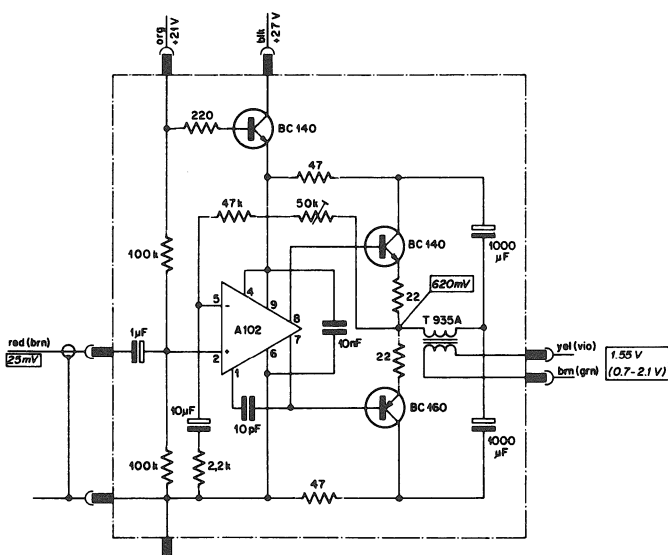 org
+21V
blk
+27V
220
BC 140
47
47k
50k
BC 140
1000
µF
100k
22
620mV
T 935A
4
5
-
9
8
A102
7
10nF
rod (brn)
25mV
1µF
2
+
6
1
22
yel (vio)
1.55 V
(0.7-2.1 V)
brn (grn)
10µF
10pF
BC 160
1000
µF
100k
2,2k
47